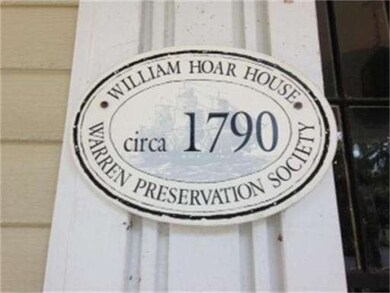 WILLIAM HOAR HOUSE
circa 1790
WARREN PRESERVATION SOCIETY